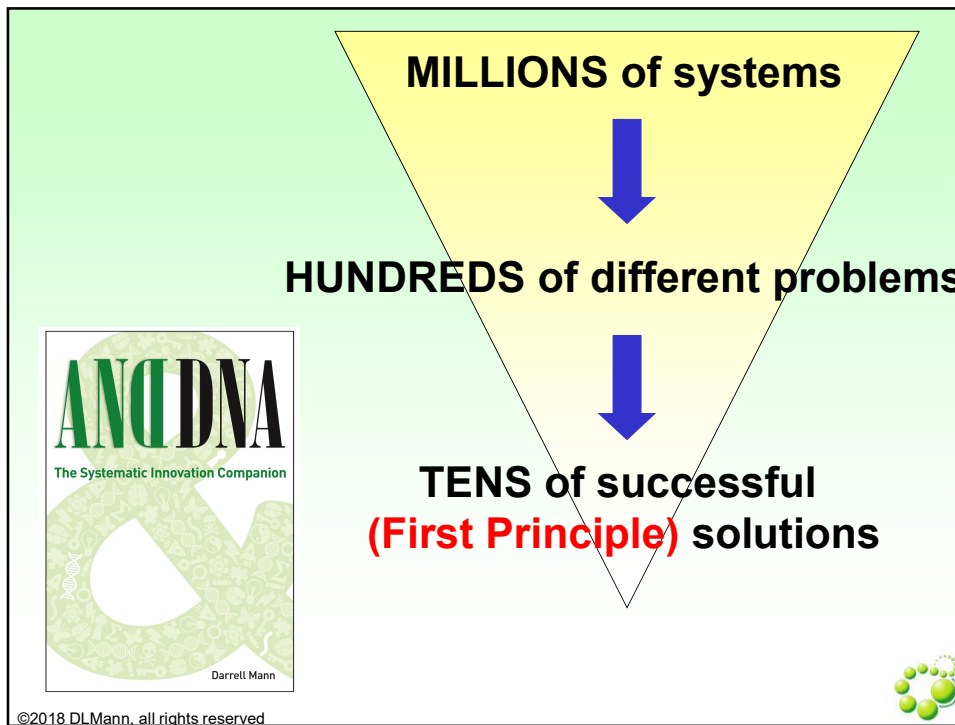 MILLIONS of systems
HUNDREDS of different problems
TENS of successful
(First Principle) solutions
AND DNA
The Systematic Innovation Companion
Darrell Mann
©2018 DLMann, all rights reserved